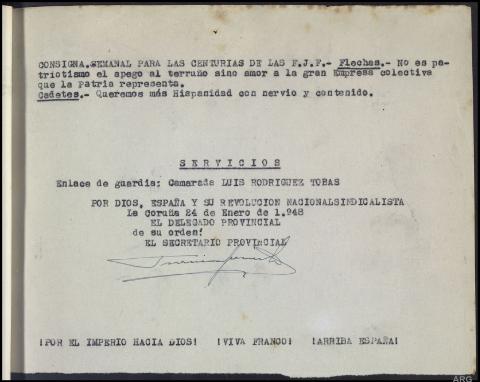 CONSIGNA.SEMANAL PARA LAS CENTURIAS DE LAS F.J.F.- Flechas.- No es pa-
triotismo el apego al terruño sino amor a la gran Empresa colectiva
que la Patria representa.
Cadetes.- Queremos más Hispanidad con nervio y contenido.
SERVICIOS
Enlace de guardia: Camarada LUIS RODRIGUEZ TOBAS
POR DIOS, ESPAÑA Y SU REVOLUCION NACIONALSINDICALISTA
La Coruña 24 de Enero de 1.948
EL DELEGADO PROVINCIAL
de su orden:
EL SECRETARIO PROVINCIAL
¡POR EL IMPERIO HACIA DIOS! ¡VIVA FRANCO! ¡ARRIBA ESPAÑA!
ARG